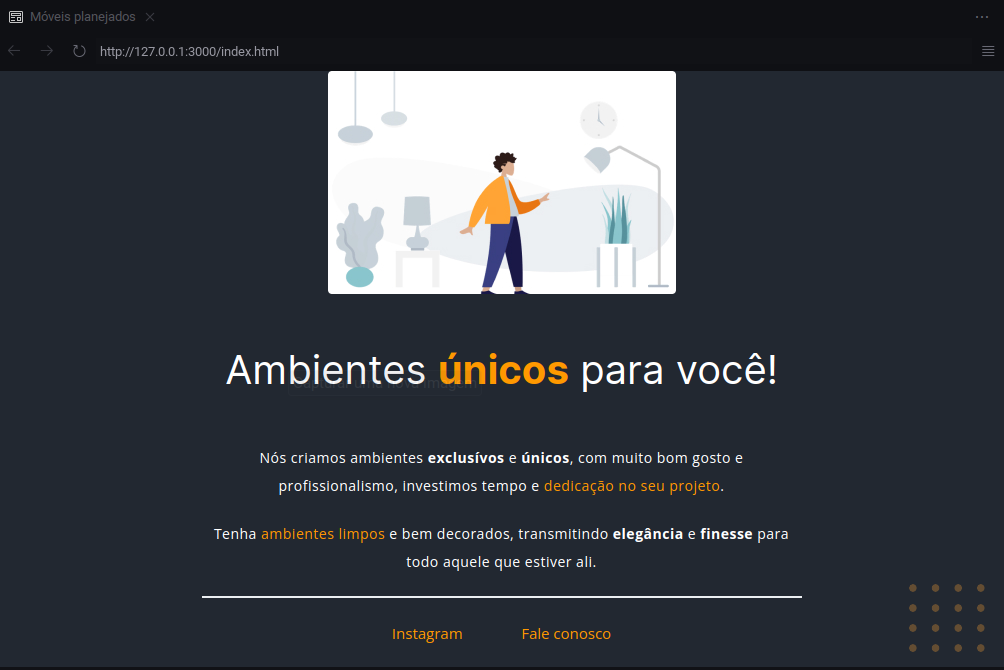 Móveis planejados
http://127.0.0.1:3000/index.html
Ambientes únicos para você!
Nós criamos ambientes exclusívos e únicos, com muito bom gosto e
profissionalismo, investimos tempo e dedicação no seu projeto.
Tenha ambientes limpos e bem decorados, transmitindo elegância e finesse para
todo aquele que estiver ali.
Instagram Fale conosco